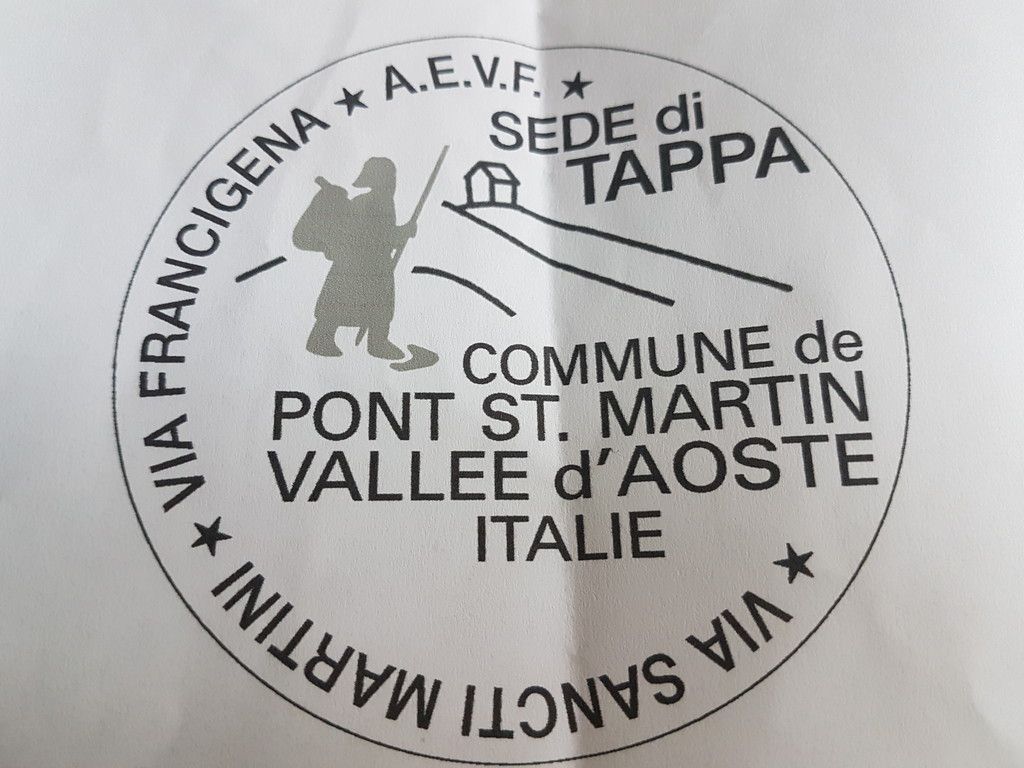 VIA FRANCIGENA ★ A.E.V.F. ★
SEDE di
TAPPA
COMMUNE de
PONT ST. MARTIN
VALLEE d'AOSTE
ITALIE
★ VIA SANCTI MARTINI ★